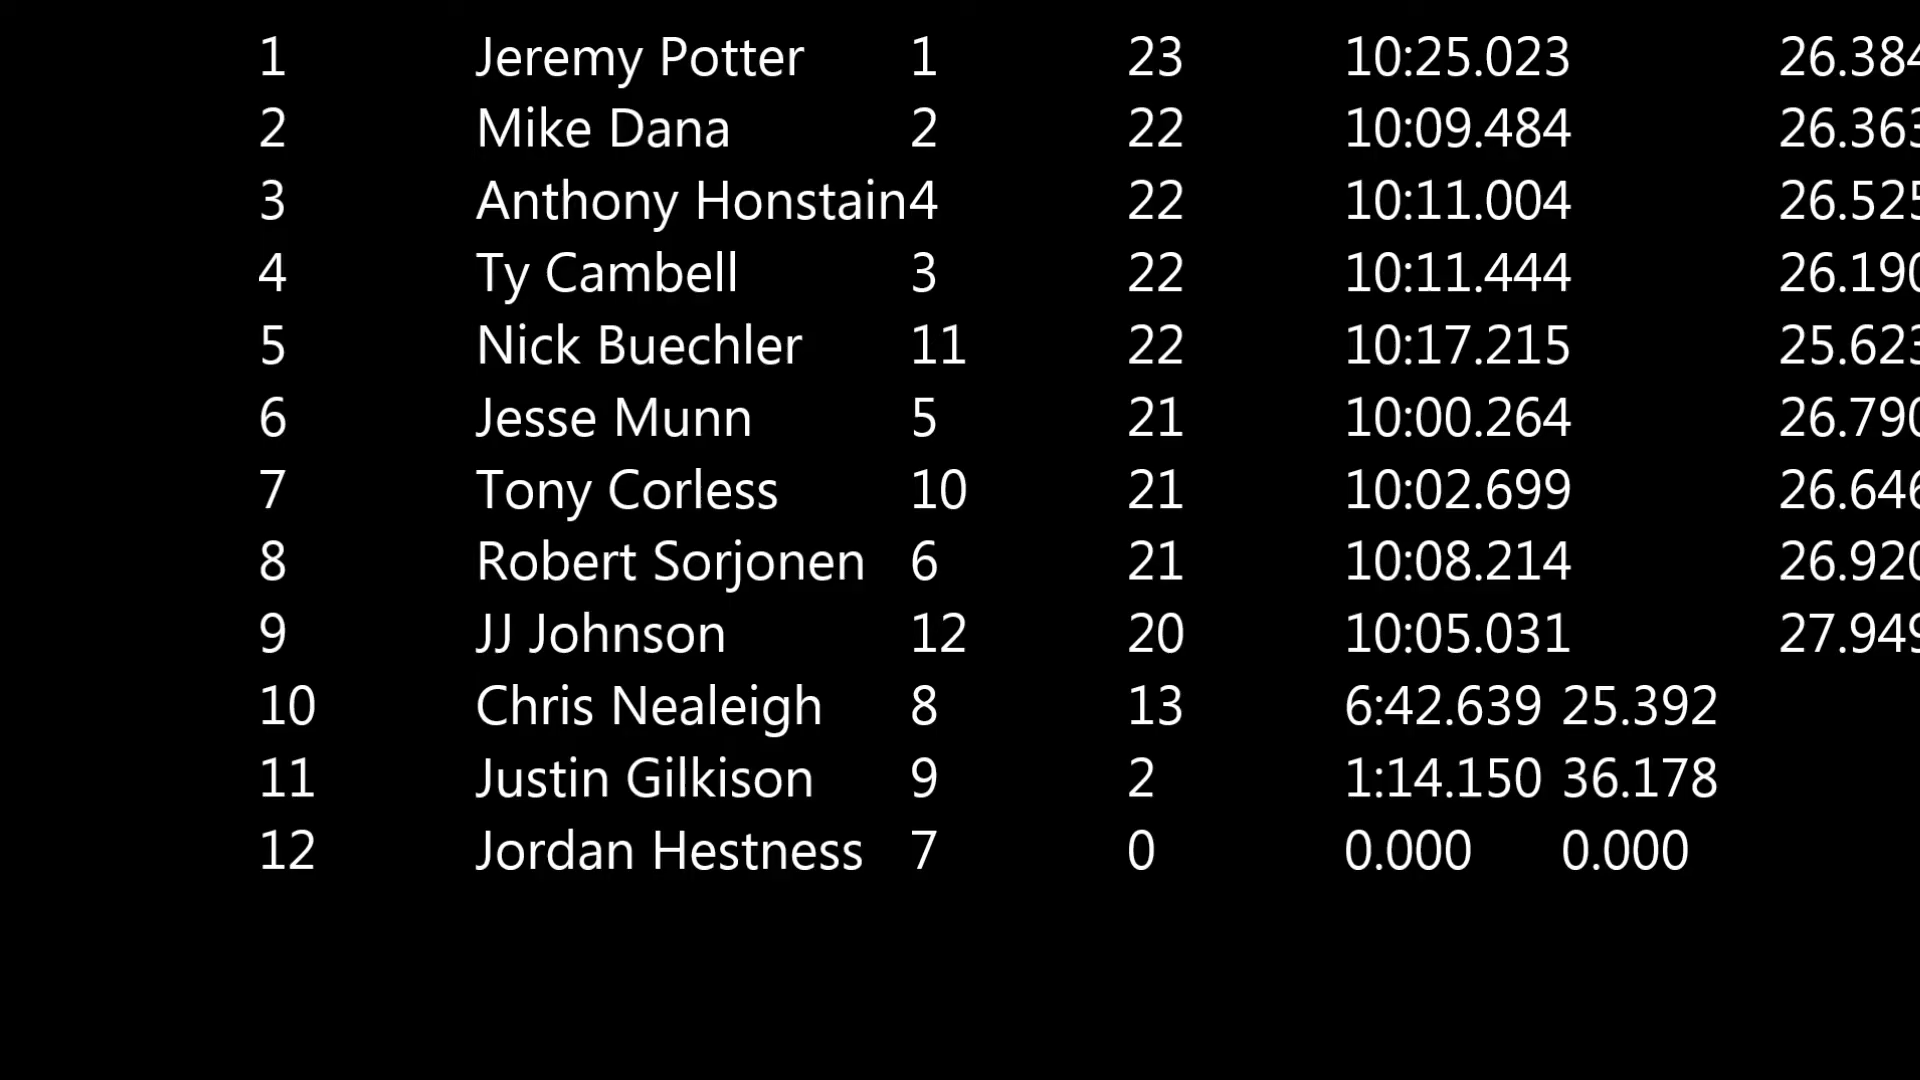 1 Jeremy Potter 1 23 10:25.023 26.384
2 Mike Dana 2 22 10:09.484 26.363
3 Anthony Honstain 4 22 10:11.004 26.525
4 Ty Cambell 3 22 10:11.444 26.190
5 Nick Buechler 11 22 10:17.215 25.623
6 Jesse Munn 5 21 10:00.264 26.790
7 Tony Corless 10 21 10:02.699 26.646
8 Robert Sorjonen 6 21 10:08.214 26.920
9 JJ Johnson 12 20 10:05.031 27.949
10 Chris Nealeigh 8 13 6:42.639 25.392
11 Justin Gilkison 9 2 1:14.150 36.178
12 Jordan Hestness 7 0 0.000 0.000